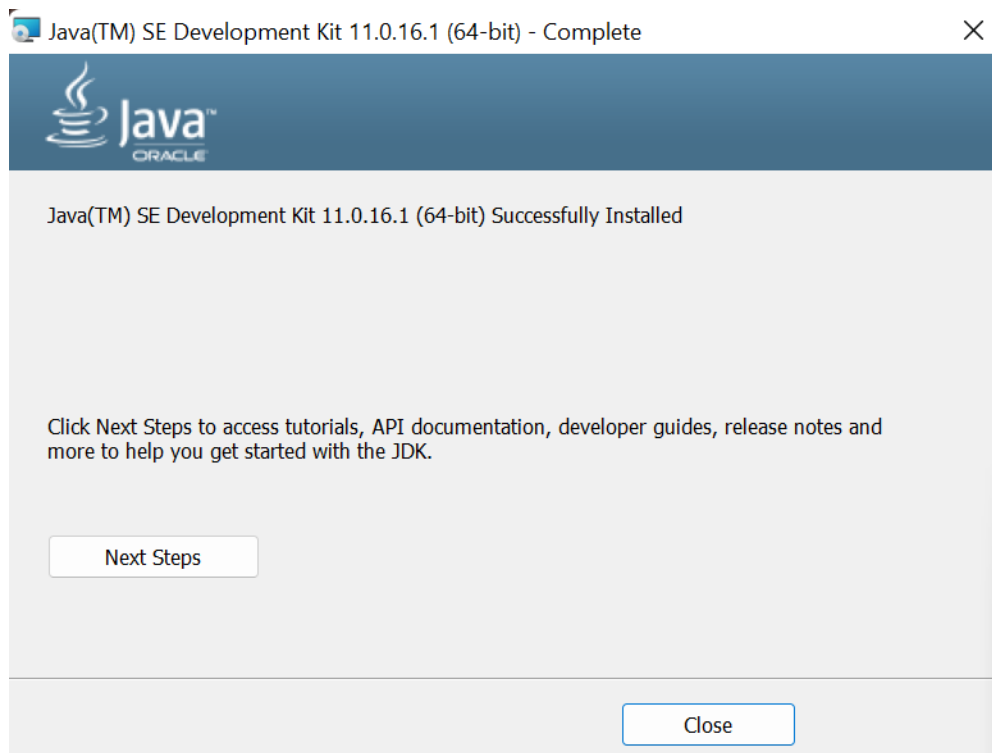 Java(TM) SE Development Kit 11.0.16.1 (64-bit) - Complete
Java™
ORACLE
Java(TM) SE Development Kit 11.0.16.1 (64-bit) Successfully Installed
Click Next Steps to access tutorials, API documentation, developer guides, release notes and
more to help you get started with the JDK.
Next Steps
Close